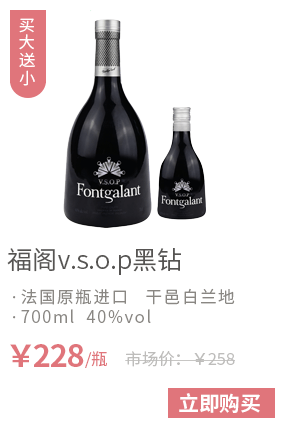 买大送小
V.S.O.P
Fontgalant
V.S.O.P
Fontgalant
福阁v.s.o.p黑钻
·法国原瓶进口 干邑白兰地
·700ml 40%vol
¥228/瓶 市场价：¥258
立即购买